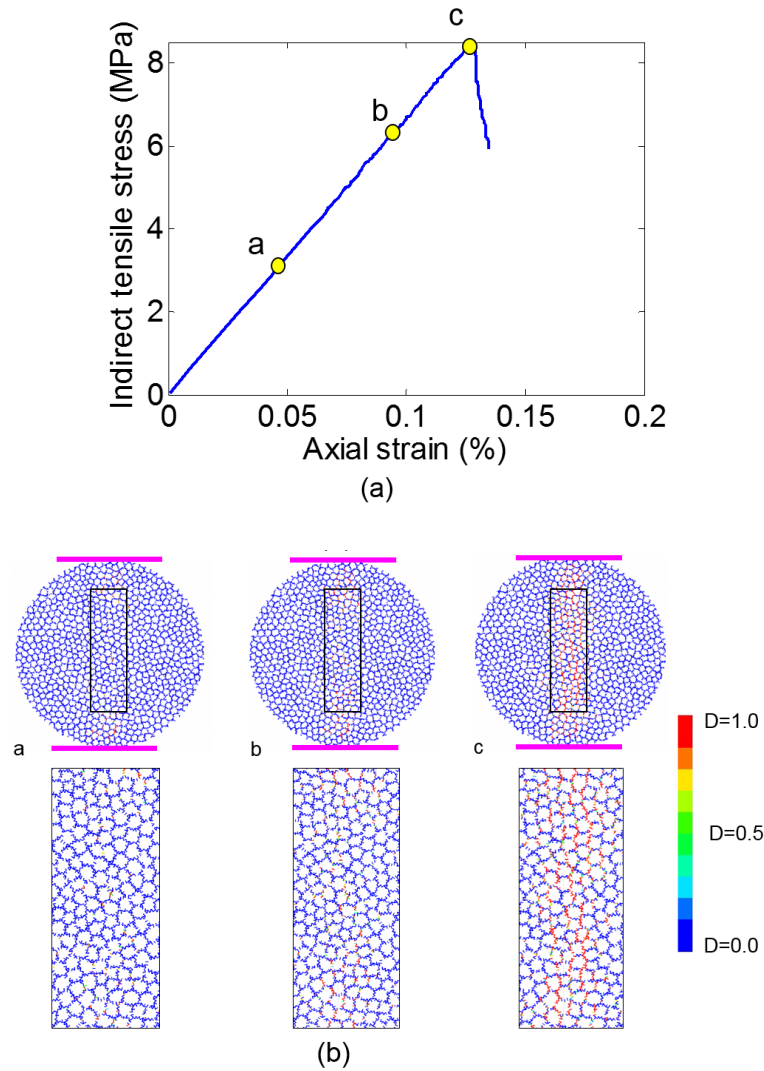 c
8
Indirect tensile stress (MPa)
b
6
a
4
2
0
0 0.05 0.1 0.15 0.2
Axial strain (%)
(a)
a b c
D=1.0
D=0.5
D=0.0
(b)